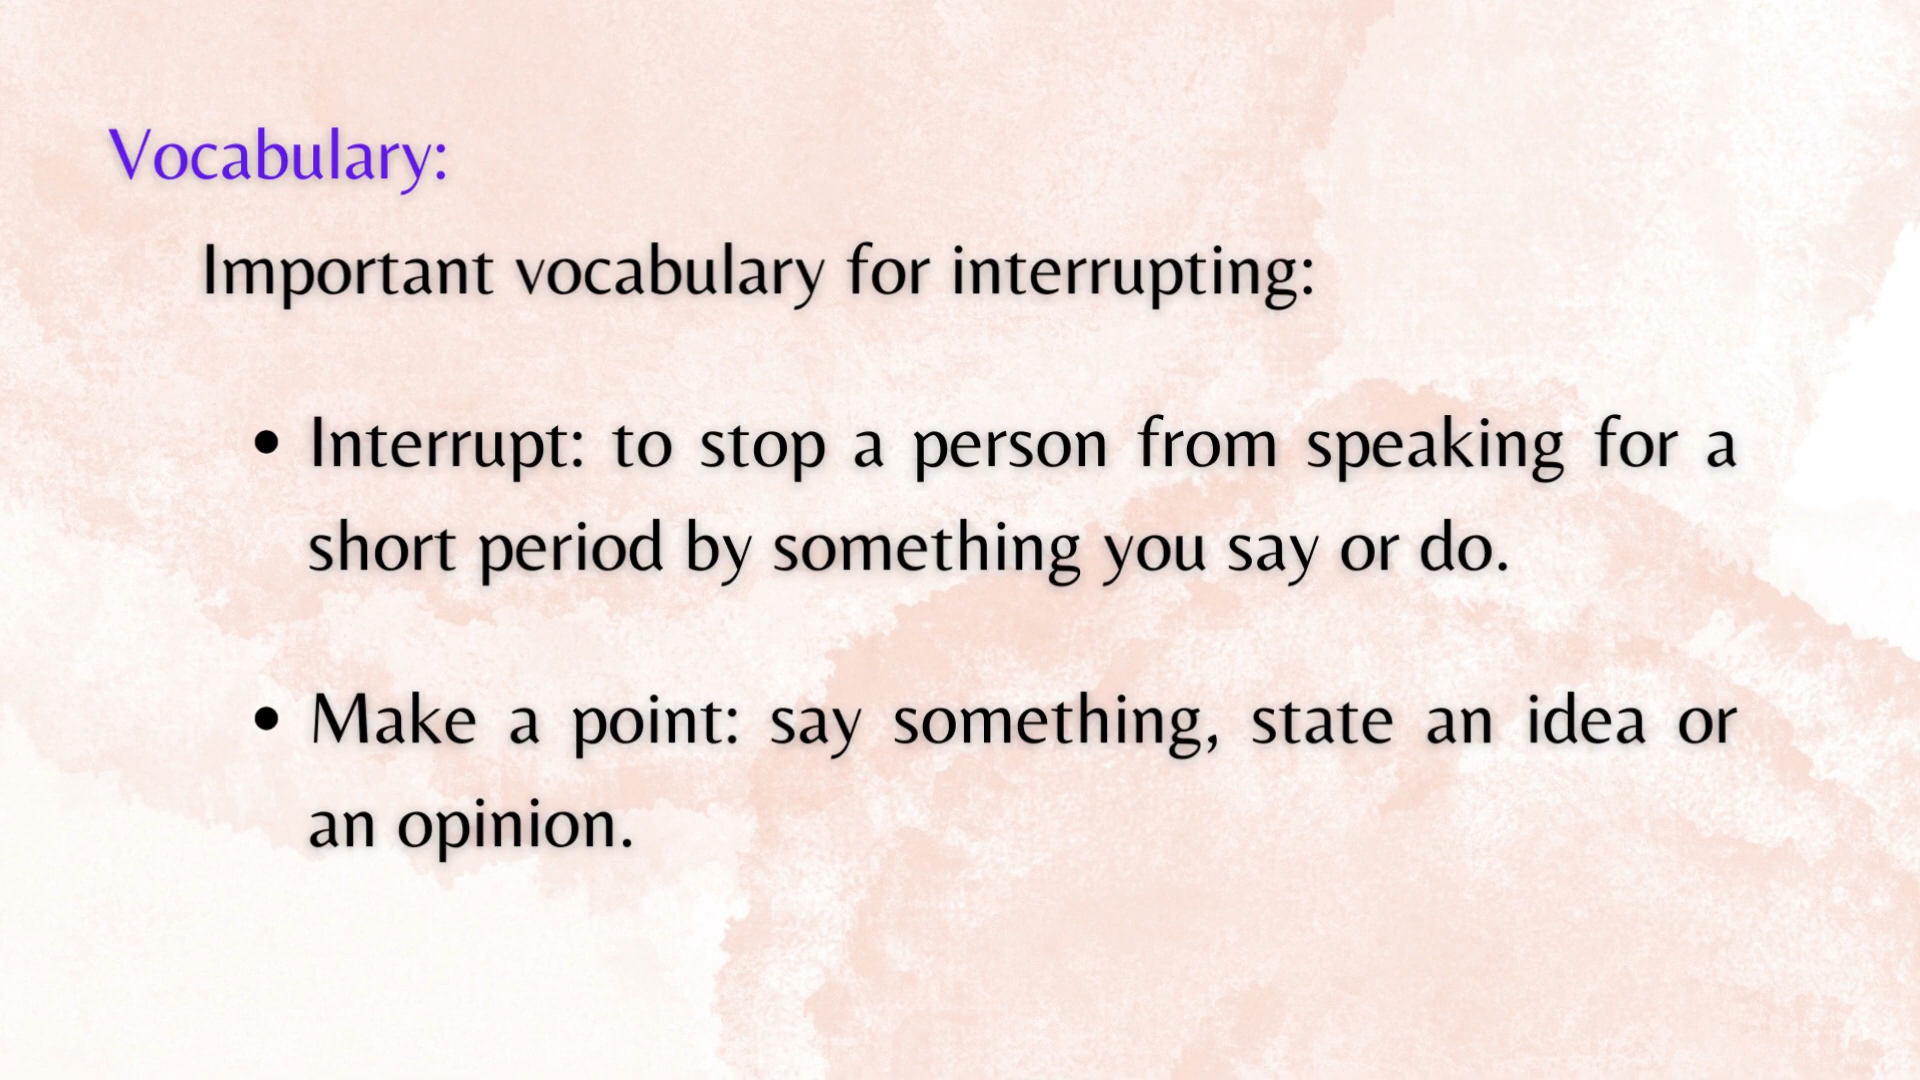 Vocabulary:
Important vocabulary for interrupting:
• Interrupt: to stop a person from speaking for a
short period by something you say or do.
• Make a point: say something, state an idea or
an opinion.